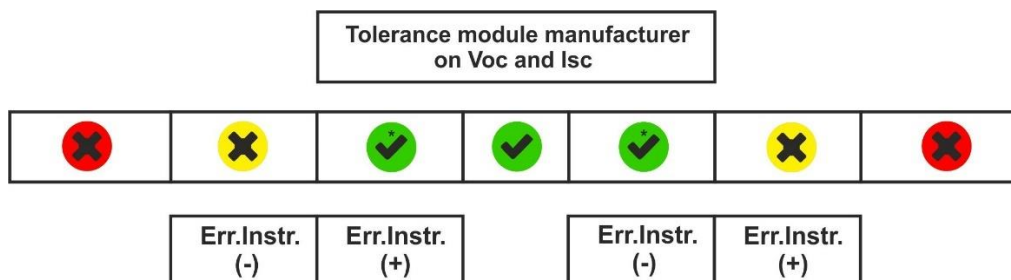 Tolerance module manufacturer
on Voc and Isc
* *
Err.Instr. Err.Instr. Err.Instr. Err.Instr.
(-) (+) (-) (+)